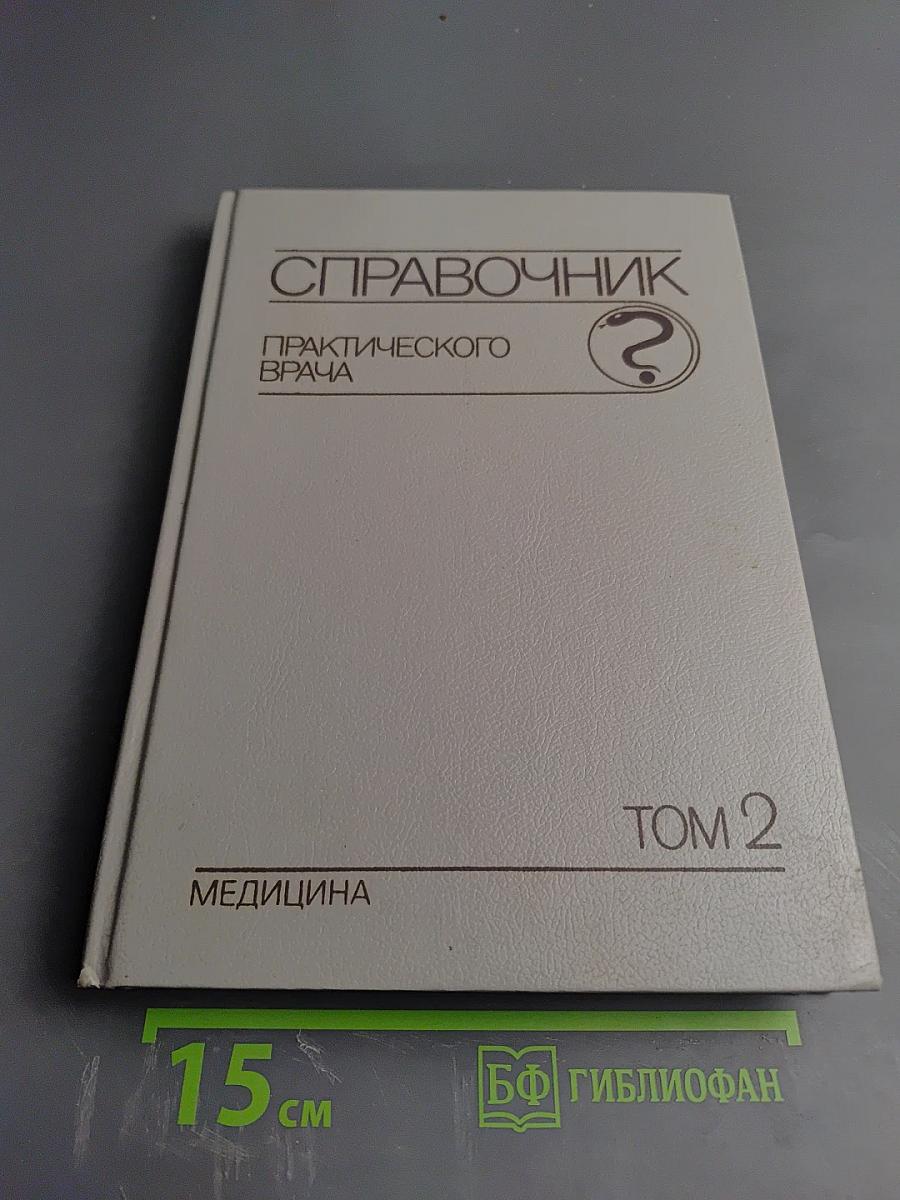 СПРАВОЧНИК
ПРАКТИЧЕСКОГО
ВРАЧА
ТОМ 2
МЕДИЦИНА
15 см
БФ ГИБЛИОФАН